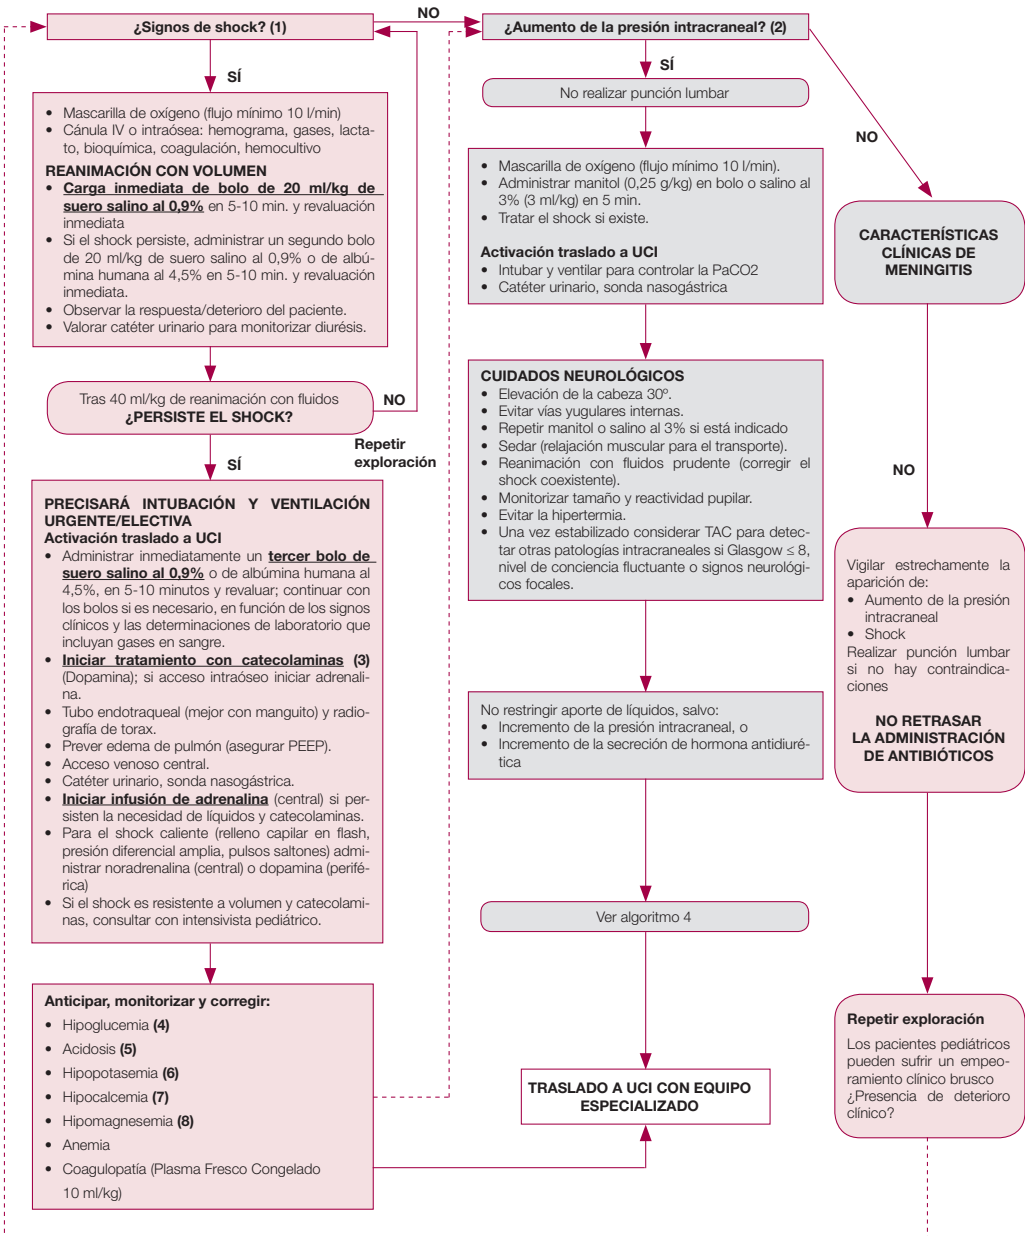 ¿Signos de shock? (1)
NO
¿Aumento de la presión intracraneal? (2)
SÍ
• Mascarilla de oxígeno (flujo mínimo 10 l/min)
• Cánula IV o intraósea: hemograma, gases, lacta-
to, bioquímica, coagulación, hemocultivo
REANIMACIÓN CON VOLUMEN
• Carga inmediata de bolo de 20 ml/kg de
suero salino al 0,9% en 5-10 min. y revaluación
inmediata
• Si el shock persiste, administrar un segundo bolo
de 20 ml/kg de suero salino al 0,9% o de albú-
mina humana al 4,5% en 5-10 min. y revaluación
inmediata.
• Observar la respuesta/deterioro del paciente.
• Valorar catéter urinario para monitorizar diurésis.
Tras 40 ml/kg de reanimación con fluidos
¿PERSISTE EL SHOCK?
NO
Repetir
exploración
SÍ
PRECISARÁ INTUBACIÓN Y VENTILACIÓN
URGENTE/ELECTIVA
Activación traslado a UCI
• Administrar inmediatamente un tercer bolo de
suero salino al 0,9% o de albúmina humana al
4,5%, en 5-10 minutos y revaluar; continuar con
los bolos si es necesario, en función de los signos
clínicos y las determinaciones de laboratorio que
incluyan gases en sangre.
• Iniciar tratamiento con catecolaminas (3)
(Dopamina); si acceso intraóseo iniciar adrenali-
na.
• Tubo endotraqueal (mejor con manguito) y radio-
grafía de torax.
• Prever edema de pulmón (asegurar PEEP).
• Acceso venoso central.
• Catéter urinario, sonda nasogástrica.
• Iniciar infusión de adrenalina (central) si per-
sisten la necesidad de líquidos y catecolaminas.
• Para el shock caliente (relleno capilar en flash,
presión diferencial amplia, pulsos saltones) admi-
nistrar noradrenalina (central) o dopamina (perifé-
rica)
• Si el shock es resistente a volumen y catecolami-
nas, consultar con intensivista pediátrico.
Anticipar, monitorizar y corregir:
• Hipoglucemia (4)
• Acidosis (5)
• Hipopotasemia (6)
• Hipocalcemia (7)
• Hipomagnesemia (8)
• Anemia
• Coagulopatía (Plasma Fresco Congelado
10 ml/kg)
SÍ
No realizar punción lumbar
• Mascarilla de oxígeno (flujo mínimo 10 l/min).
• Administrar manitol (0,25 g/kg) en bolo o salino al
3% (3 ml/kg) en 5 min.
• Tratar el shock si existe.
Activación traslado a UCI
• Intubar y ventilar para controlar la PaCO2
• Catéter urinario, sonda nasogástrica
CUIDADOS NEUROLÓGICOS
• Elevación de la cabeza 30º.
• Evitar vías yugulares internas.
• Repetir manitol o salino al 3% si está indicado
• Sedar (relajación muscular para el transporte).
• Reanimación con fluidos prudente (corregir el
shock coexistente).
• Monitorizar tamaño y reactividad pupilar.
• Evitar la hipertermia.
• Una vez estabilizado considerar TAC para detec-
tar otras patologías intracraneales si Glasgow ≤ 8,
nivel de conciencia fluctuante o signos neurológi-
cos focales.
No restringir aporte de líquidos, salvo:
• Incremento de la presión intracraneal, o
• Incremento de la secreción de hormona antidiuré-
tica
Ver algoritmo 4
TRASLADO A UCI CON EQUIPO
ESPECIALIZADO
NO
CARACTERÍSTICAS
CLÍNICAS DE
MENINGITIS
NO
Vigilar estrechamente la
aparición de:
• Aumento de la presión
intracraneal
• Shock
Realizar punción lumbar
si no hay contraindica-
ciones
NO RETRASAR
LA ADMINISTRACIÓN
DE ANTIBIÓTICOS
Repetir exploración
Los pacientes pediátricos
pueden sufrir un empeo-
ramiento clínico brusco
¿Presencia de deterioro
clínico?